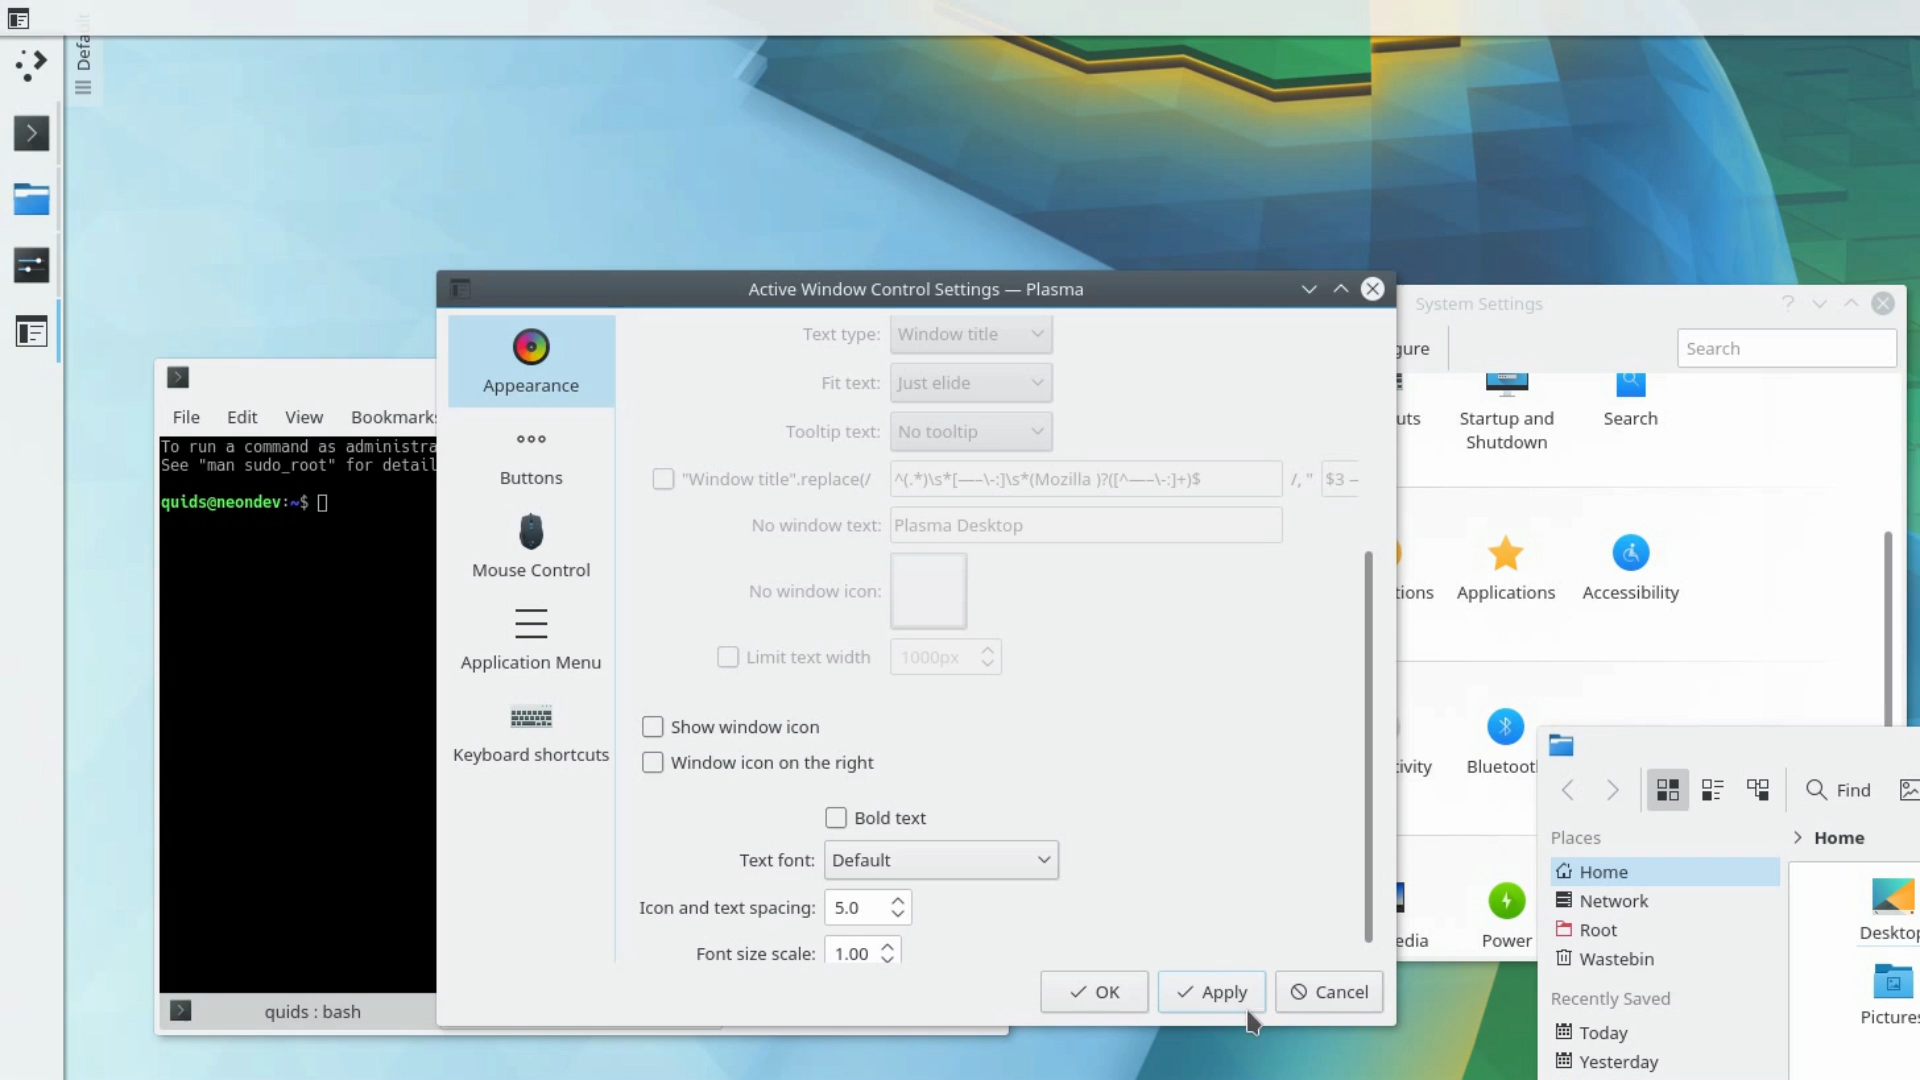 Active Window Control Settings — Plasma
Appearance
Buttons
Mouse Control
Application Menu
Keyboard shortcuts
Text type: Window title
Fit text: Just elide
Tooltip text: No tooltip
"Window title".replace(/ ^(.*)\s*[—–\-:]\s*(Mozilla )?([^—–\-:]+)$ /, " $3 —
No window text: Plasma Desktop
No window icon:
Limit text width 1000px
Show window icon
Window icon on the right
Bold text
Text font: Default
Icon and text spacing: 5.0
Font size scale: 1.00
OK Apply Cancel
File Edit View Bookmarks
To run a command as administra
See "man sudo_root" for detail
quids@neondev:~$
quids : bash
System Settings
gure
Search
uts
Startup and
Shutdown
Search
tions
Applications
Accessibility
ivity
Bluetoot
edia
Power
Find
Places
Home
Network
Root
Wastebin
Recently Saved
Today
Yesterday
> Home
Desktop
Pictures